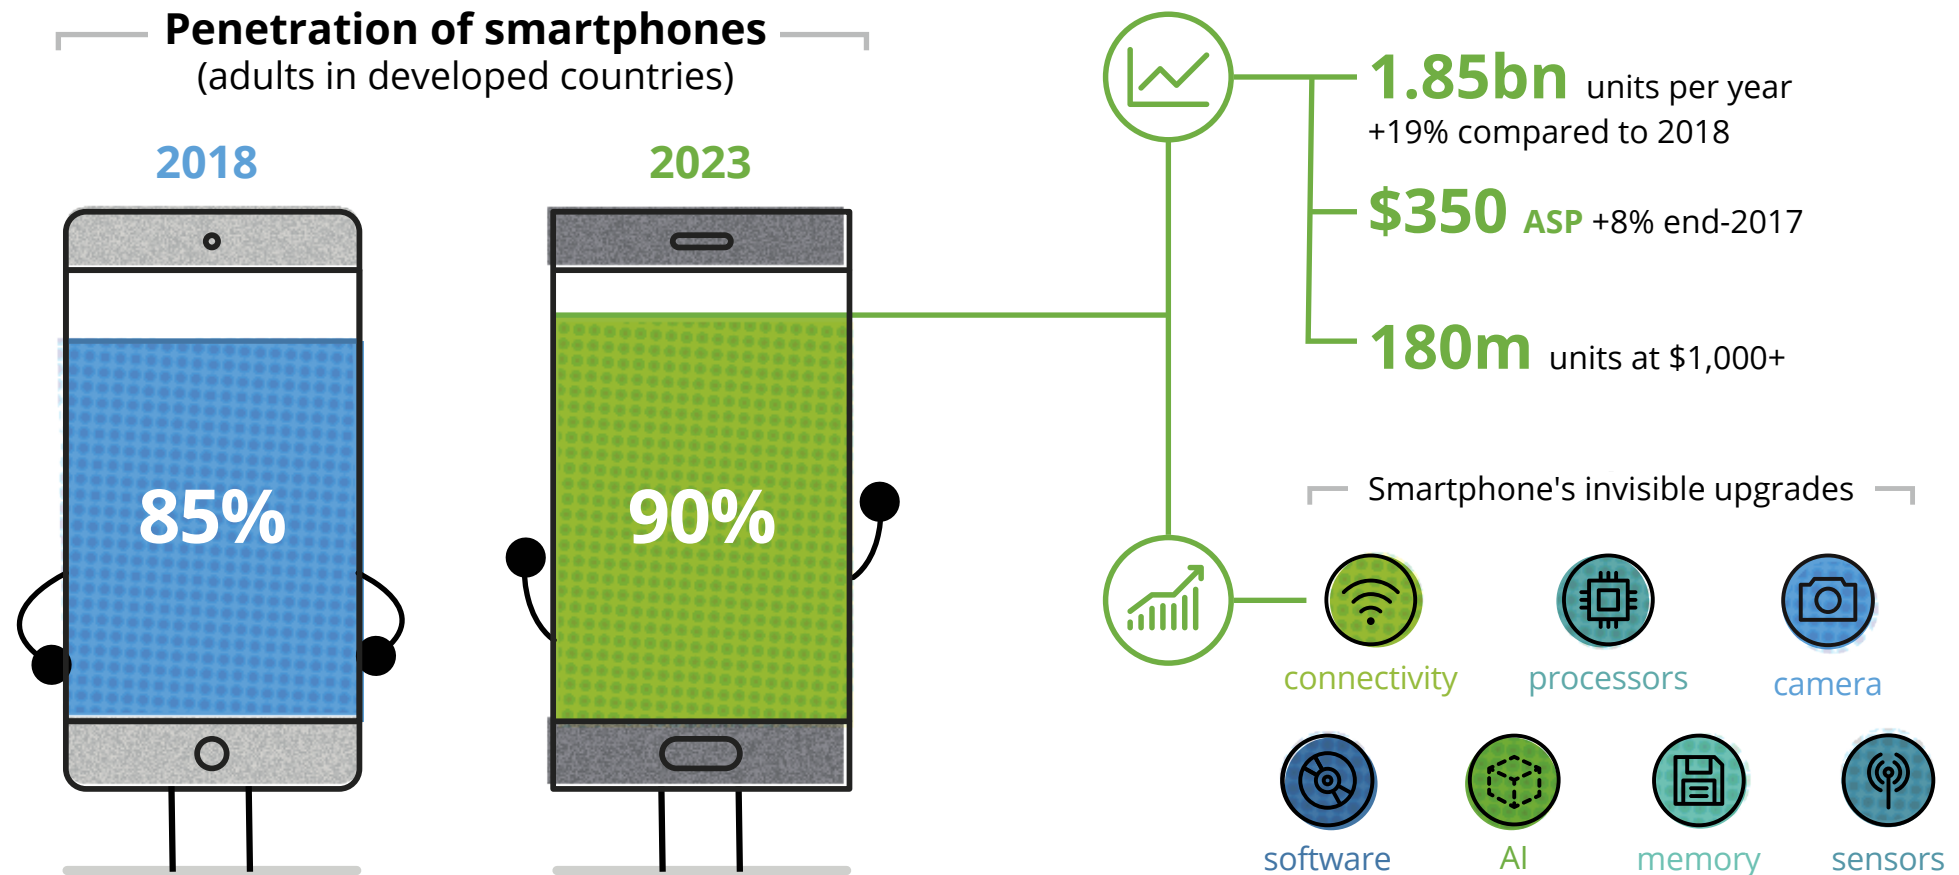 Penetration of smartphones
(adults in developed countries)
2018
2023
85%
90%
1.85bn units per year
+19% compared to 2018
$350 ASP +8% end-2017
180m units at $1,000+
Smartphone's invisible upgrades
connectivity
processors
camera
software
AI
memory
sensors